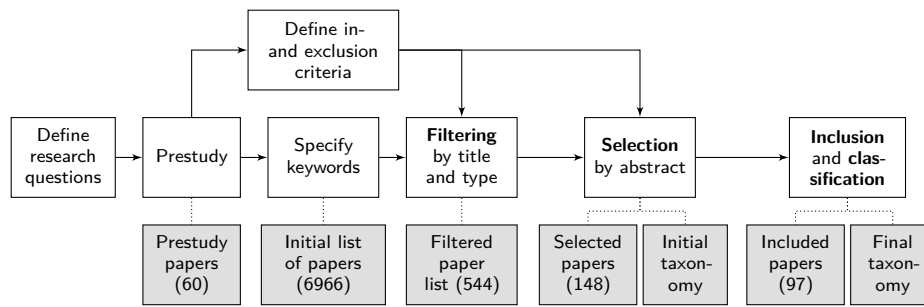 Define in-
and exclusion
criteria
Define
research
questions
Prestudy
Specify
keywords
Filtering
by title
and type
Selection
by abstract
Inclusion
and clas-
sification
Prestudy
papers
(60)
Initial list
of papers
(6966)
Filtered
paper
list (544)
Selected
papers
(148)
Initial
taxon-
omy
Included
papers
(97)
Final
taxon-
omy